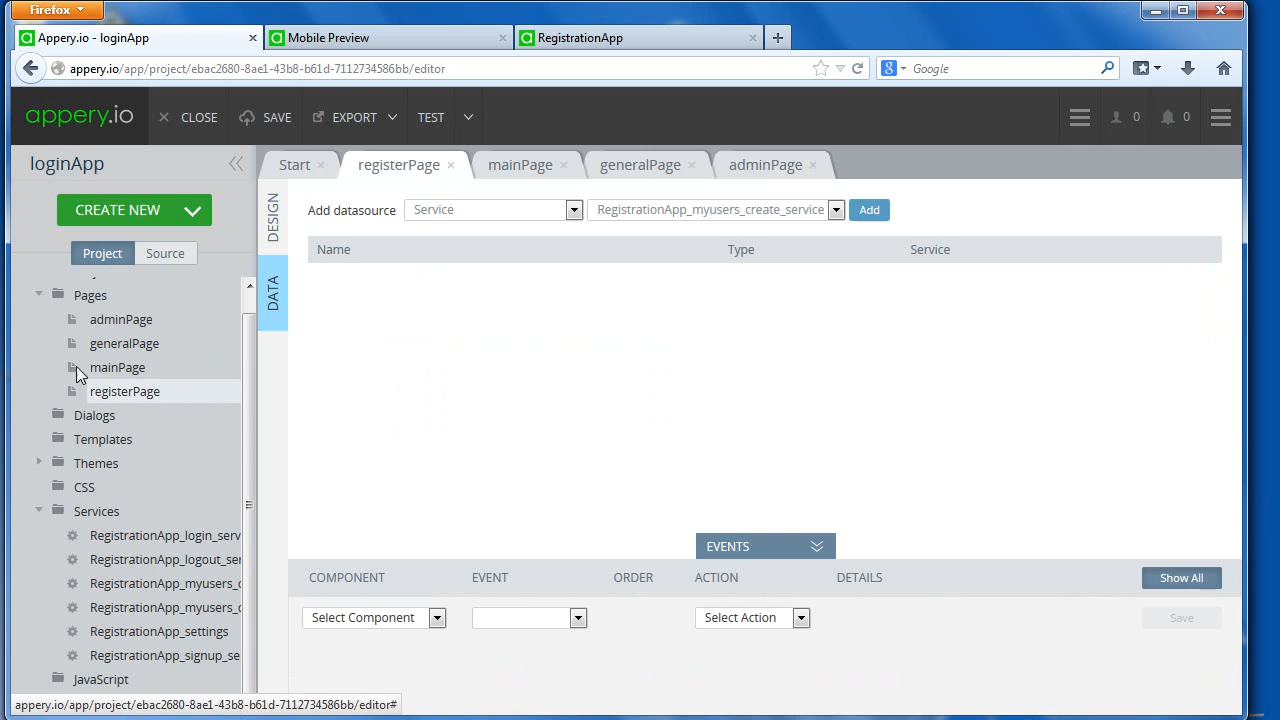 Firefox
Appery.io - loginApp
Mobile Preview
RegistrationApp
appery.io/app/project/ebac2680-8ae1-43b8-b61d-7112734586bb/editor
Google
appery.io
CLOSE
SAVE
EXPORT
TEST
0
0
loginApp
Start
registerPage
mainPage
generalPage
adminPage
CREATE NEW
DESIGN
DATA
Add datasource
Service
RegistrationApp_myusers_create_service
Add
Project
Source
Name
Type
Service
Pages
adminPage
generalPage
mainPage
registerPage
Dialogs
Templates
Themes
CSS
Services
RegistrationApp_login_serv
RegistrationApp_logout_ser
RegistrationApp_myusers_c
RegistrationApp_myusers_c
RegistrationApp_settings
RegistrationApp_signup_se
JavaScript
EVENTS
COMPONENT
EVENT
ORDER
ACTION
DETAILS
Show All
Select Component
Select Action
Save
appery.io/app/project/ebac2680-8ae1-43b8-b61d-7112734586bb/editor#